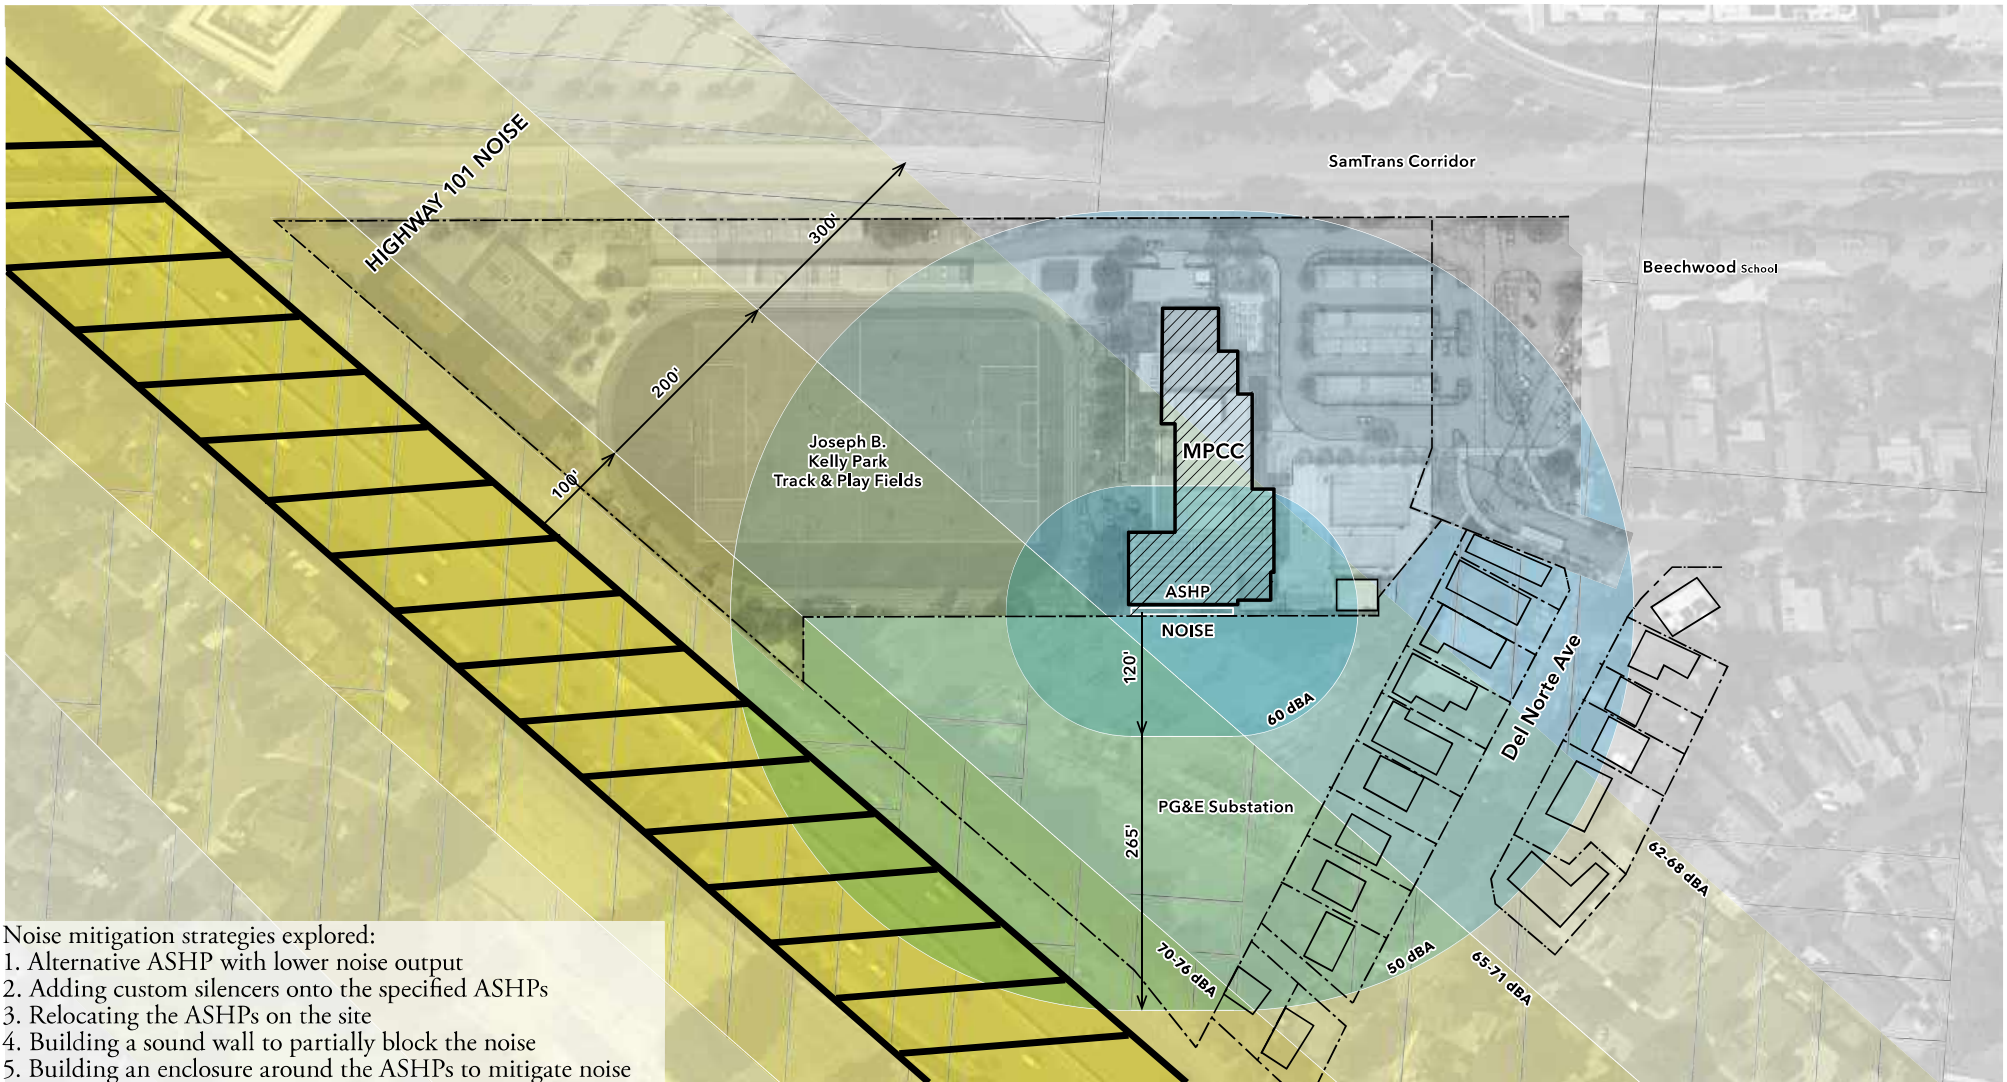 HIGHWAY 101 NOISE
SamTrans Corridor
Beechwood School
300'
200'
100'
Joseph B.
Kelly Park
Track & Play Fields
MPCC
ASHP
NOISE
120'
60 dBA
Del Norte Ave
PG&E Substation
265'
62-68 dBA
70-76 dBA
50 dBA
65-71 dBA
Noise mitigation strategies explored:
1. Alternative ASHP with lower noise output
2. Adding custom silencers onto the specified ASHPs
3. Relocating the ASHPs on the site
4. Building a sound wall to partially block the noise
5. Building an enclosure around the ASHPs to mitigate noise